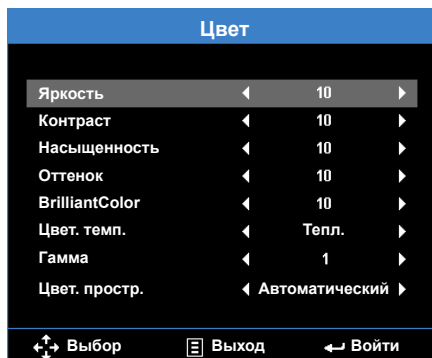 Цвет
Яркость 10
Контраст 10
Насыщенность 10
Оттенок 10
BrilliantColor 10
Цвет. темп. Тепл.
Гамма 1
Цвет. простр. Автоматический
Выбор Выход Войти